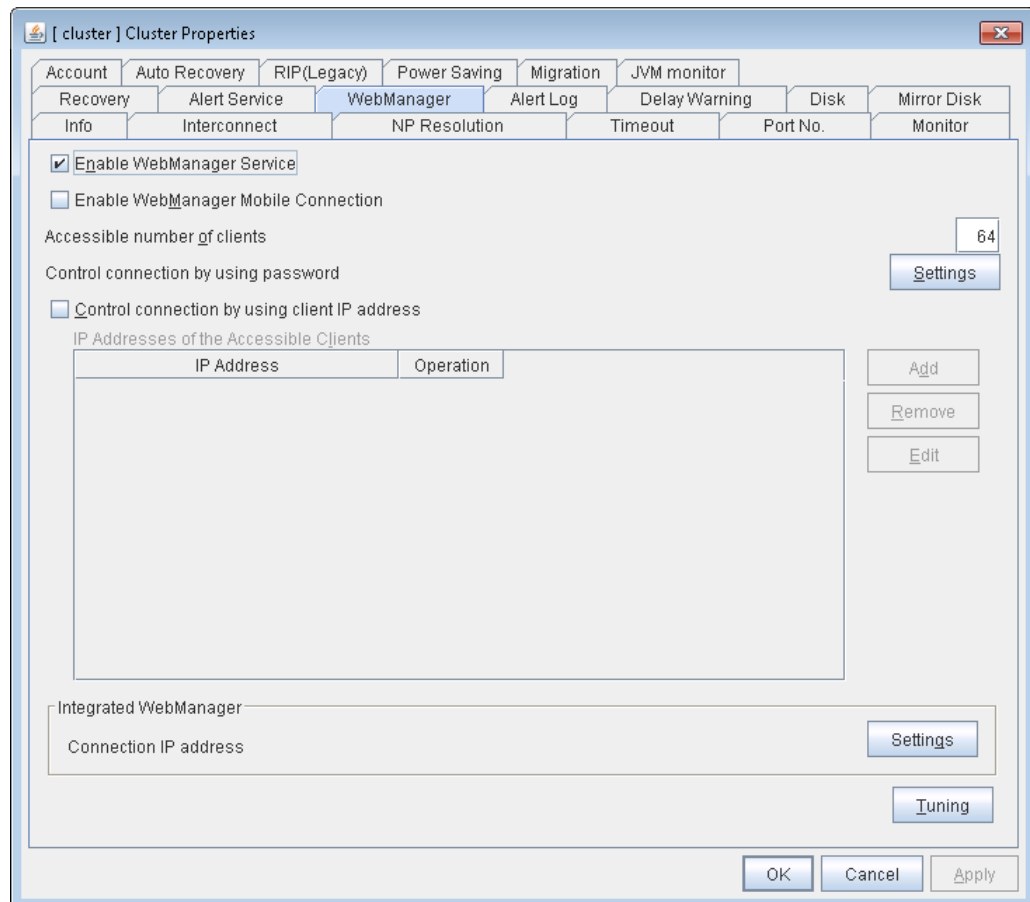 [ cluster ] Cluster Properties
Account Auto Recovery RIP(Legacy) Power Saving Migration JVM monitor
Recovery Alert Service WebManager Alert Log Delay Warning Disk Mirror Disk
Info Interconnect NP Resolution Timeout Port No. Monitor
Enable WebManager Service
Enable WebManager Mobile Connection
Accessible number of clients 64
Control connection by using password Settings
Control connection by using client IP address
IP Addresses of the Accessible Clients
IP Address Operation
Add
Remove
Edit
Integrated WebManager
Connection IP address Settings
Tuning
OK Cancel Apply